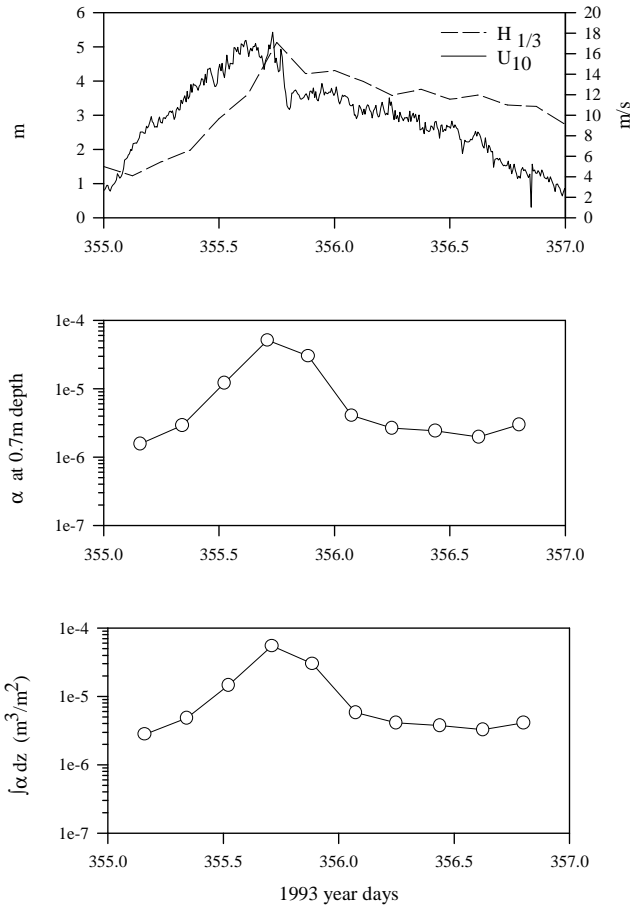 6 20
5 18
4 16
3 14
2 12
1 10
0 8
6
4
2
0
m
m/s
H 1/3
U10
355.0 355.5 356.0 356.5 357.0
α at 0.7m depth
1e-4
1e-5
1e-6
1e-7
355.0 355.5 356.0 356.5 357.0
∫α dz (m3/m2)
1e-4
1e-5
1e-6
1e-7
355.0 355.5 356.0 356.5 357.0
1993 year days